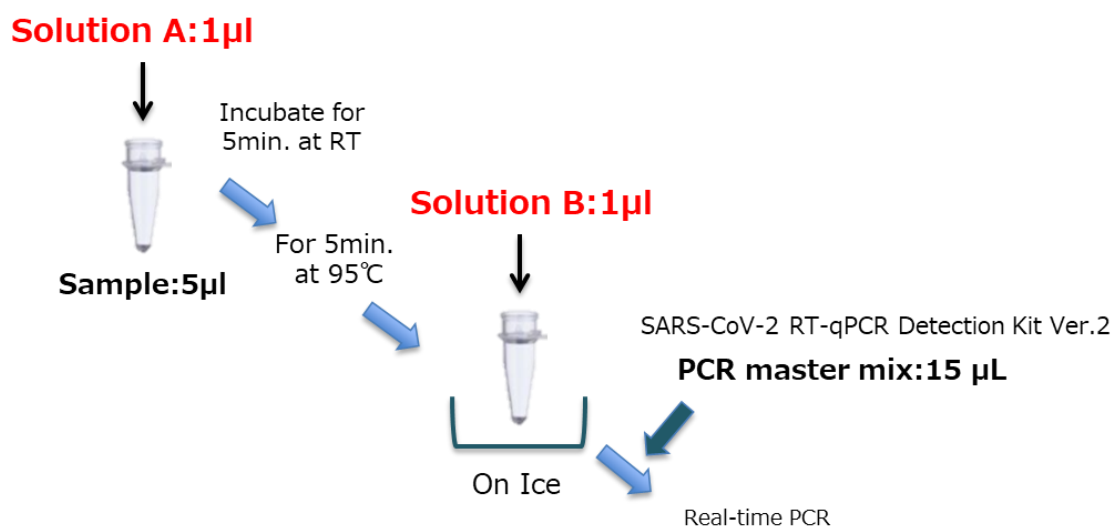 Solution A:1µl
Incubate for
5min. at RT
Sample:5µl
For 5min.
at 95℃
Solution B:1µl
On Ice
SARS-CoV-2 RT-qPCR Detection Kit Ver.2
PCR master mix:15 µL
Real-time PCR